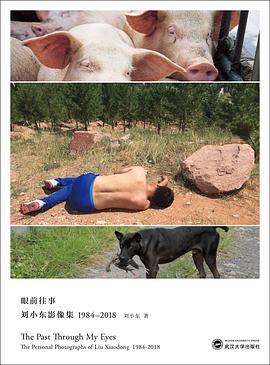 眼前往事
刘小东影像集 1984–2018 刘小东 著
The Past Through My Eyes
The Personal Photographs of Liu Xiaodong 1984-2018
WUHAN UNIVERSITY PRESS
武汉大学出版社